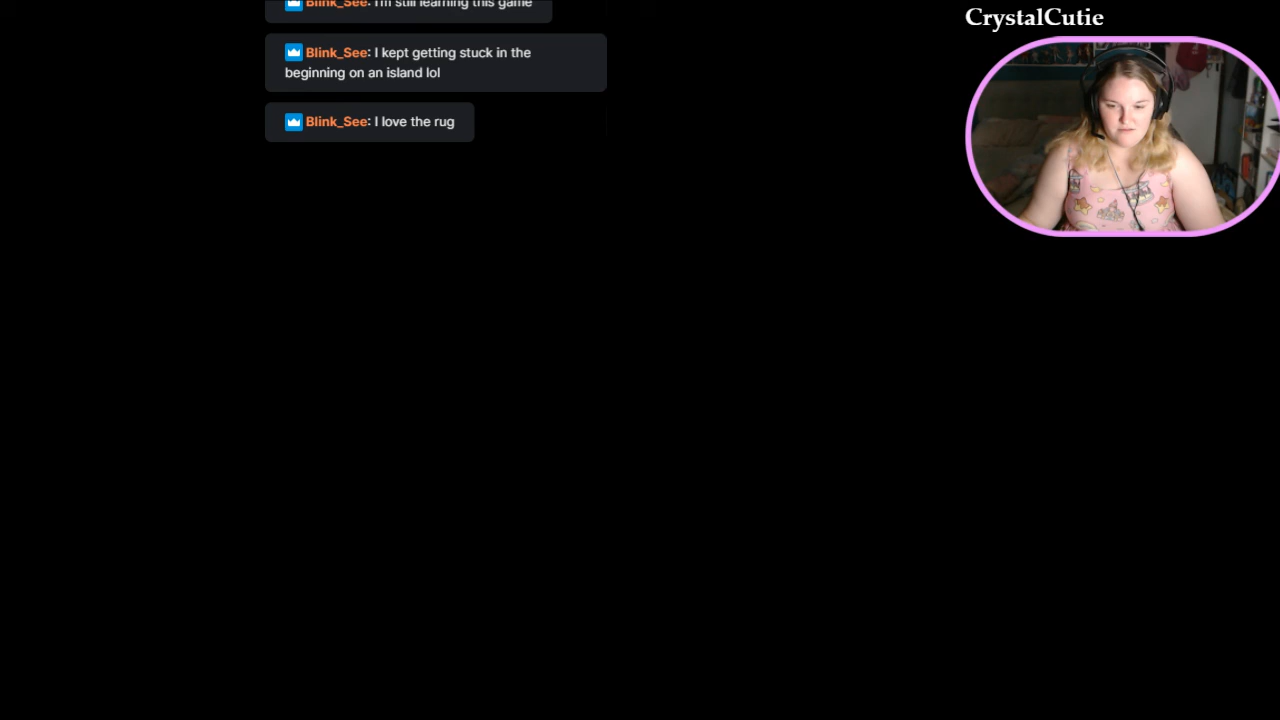 Blink_See: I'm still learning this game
CrystalCutie
Blink_See: I kept getting stuck in the
beginning on an island lol
Blink_See: I love the rug